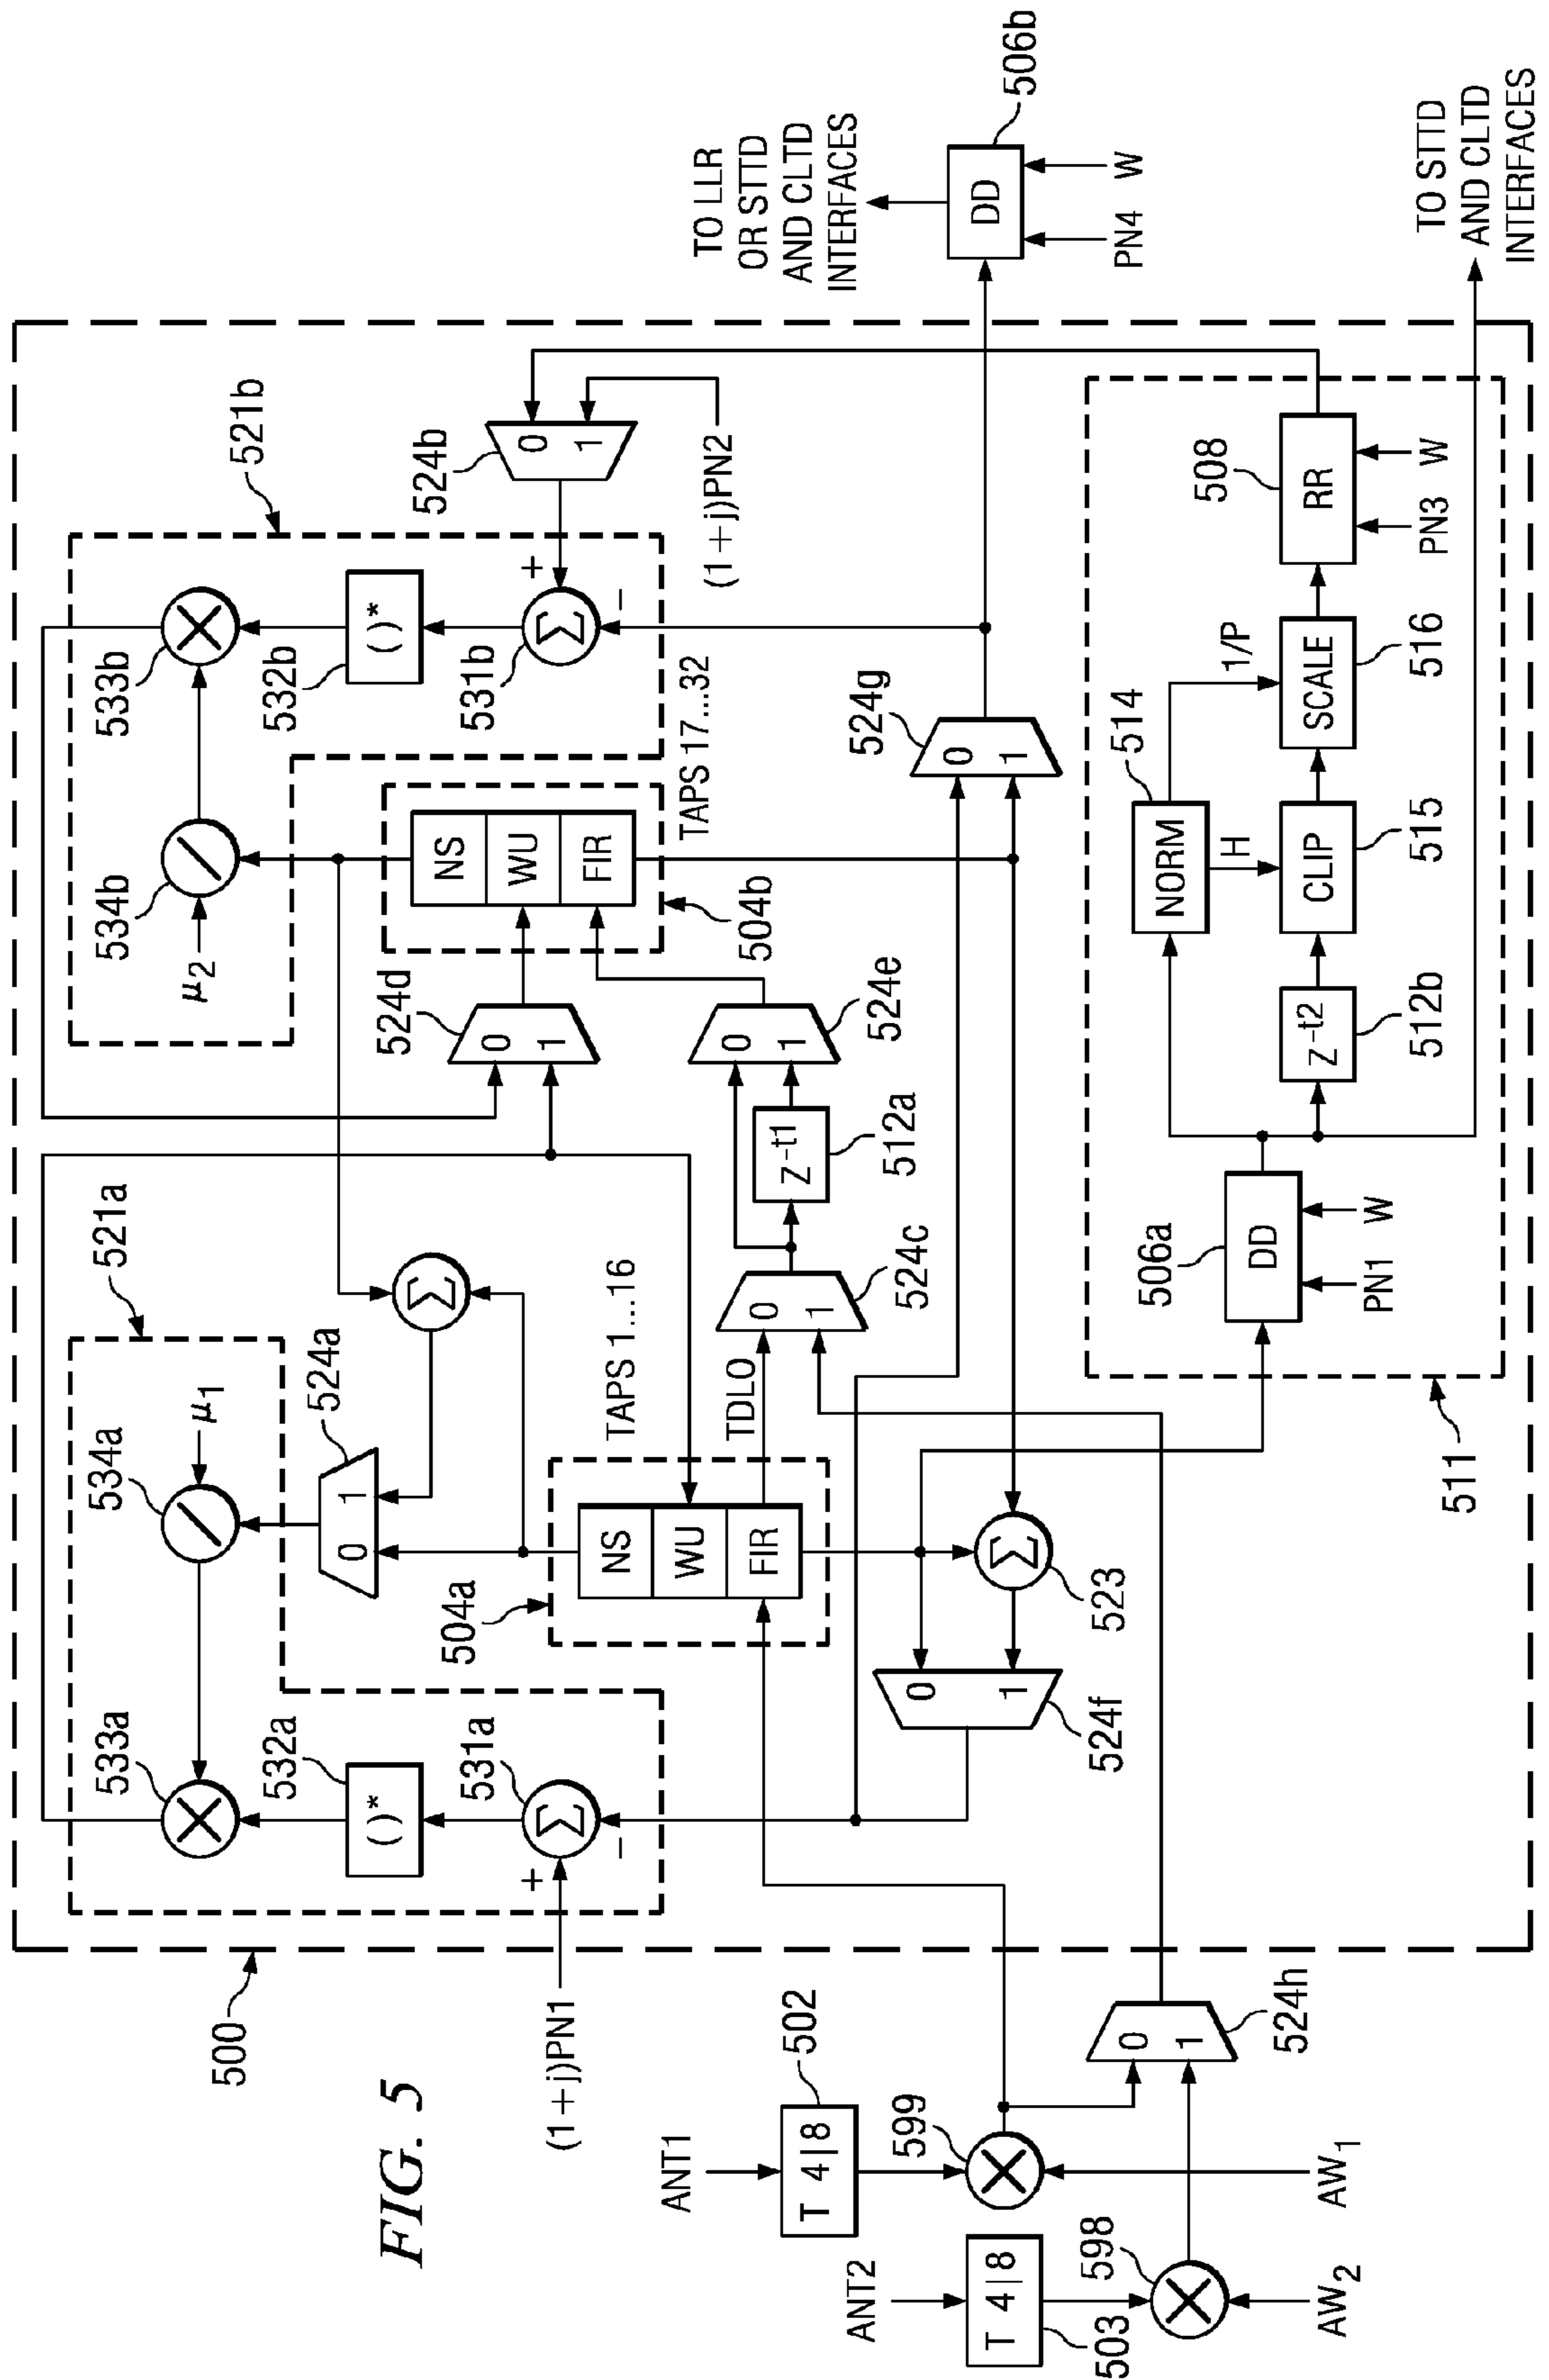 FIG. 5
500
521a
521b
533a
534a
μ1
532a
( )*
531a
Σ
+
−
(1+j)PN1
524a
0 1
Σ
504a
NS
WU
FIR
TAPS 1...16
TDLO
524c
0
1
Z-t1
512a
524e
0
1
524d
0
1
μ2
534b
533b
( )*
532b
Σ
531b
+
−
524b
0
1
(1+j)PN2
NS
WU
FIR
504b
TAPS 17...32
524g
0
1
524f
0
1
Σ
523
ANT1
T 4|8
502
599
AW1
ANT2
T 4|8
503
598
AW2
524h
0
1
511
506a
DD
PN1
W
Z-t2
512b
NORM
514
H
1/P
CLIP
515
SCALE
516
RR
508
PN3
W
DD
506b
PN4
W
TO LLR
OR STTD
AND CLTD
INTERFACES
TO STTD
AND CLTD
INTERFACES